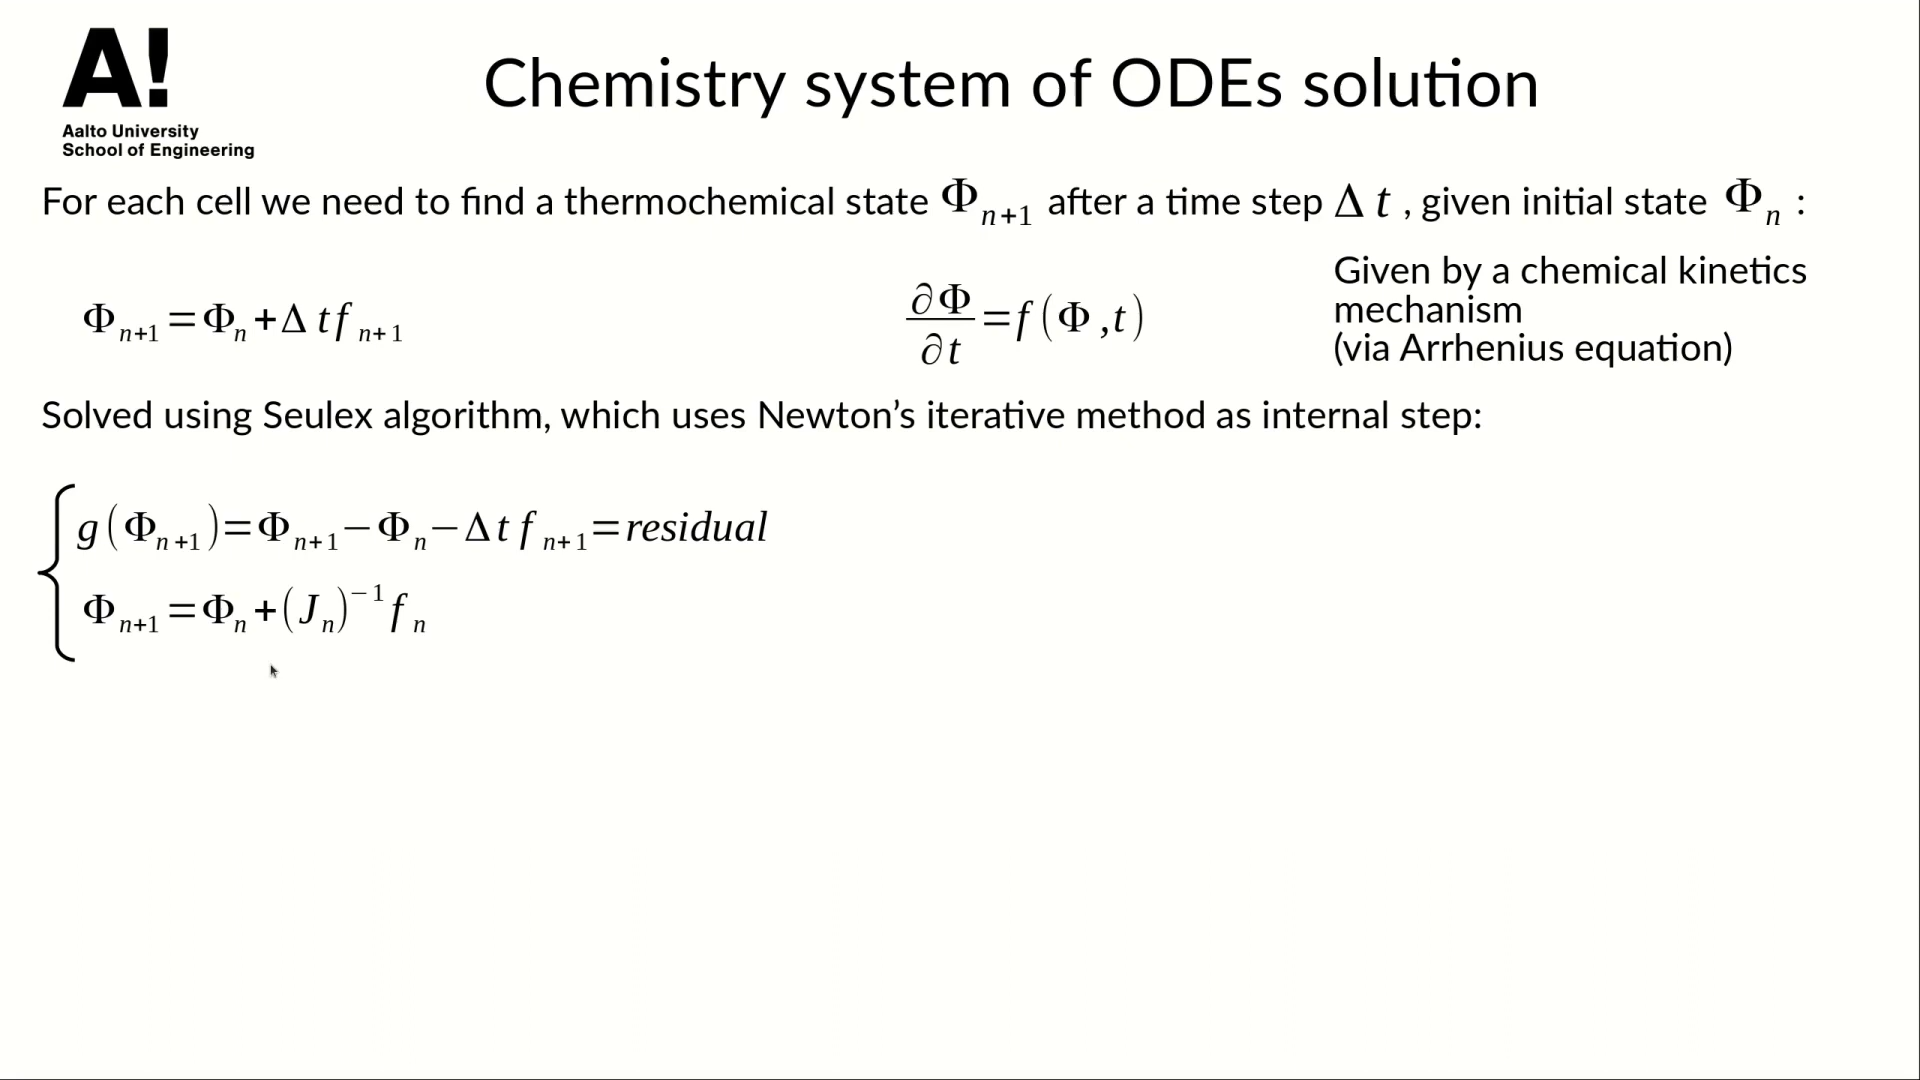 A!
Aalto University
School of Engineering
Chemistry system of ODEs solution
For each cell we need to find a thermochemical state Φₙ₊₁ after a time step Δ t , given initial state Φₙ :
Φₙ₊₁ = Φₙ + Δ t fₙ₊₁
∂Φ/∂t = f (Φ ,t)
Given by a chemical kinetics
mechanism
(via Arrhenius equation)
Solved using Seulex algorithm, which uses Newton’s iterative method as internal step:
g(Φₙ₊₁) = Φₙ₊₁ − Φₙ − Δt fₙ₊₁ = residual
Φₙ₊₁ = Φₙ + (Jₙ)⁻¹ fₙ